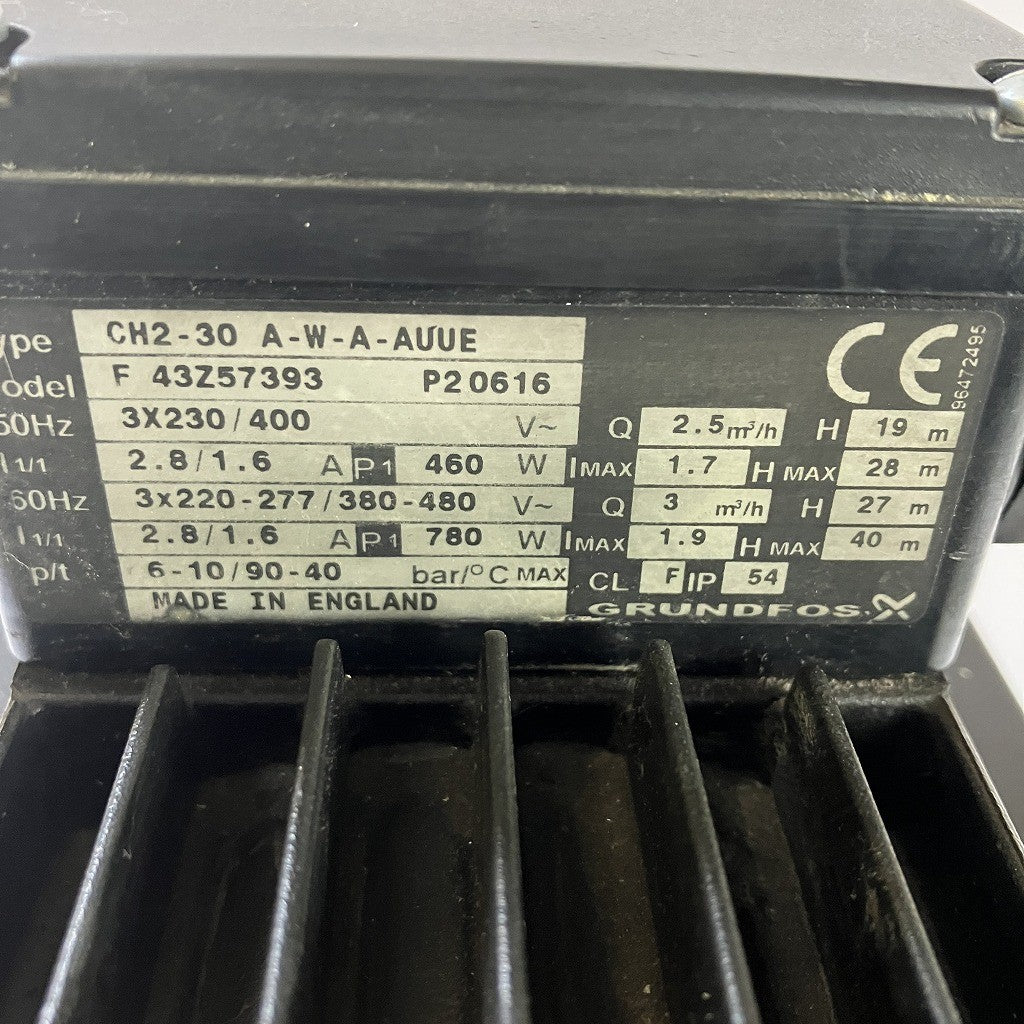 ype CH2-30 A-W-A-AUUE
odel F 43Z57393 P2 0616
50Hz 3X230/400 V~ Q 2.5 m³/h H 19 m
I 1/1 2.8/1.6 A P1 460 W IMAX 1.7 H MAX 28 m
60Hz 3X220-277/380-480 V~ Q 3 m³/h H 27 m
I 1/1 2.8/1.6 A P1 780 W IMAX 1.9 H MAX 40 m
p/t 6-10/90-40 bar/°C MAX CL F IP 54
MADE IN ENGLAND GRUNDFOS
CE
96472495